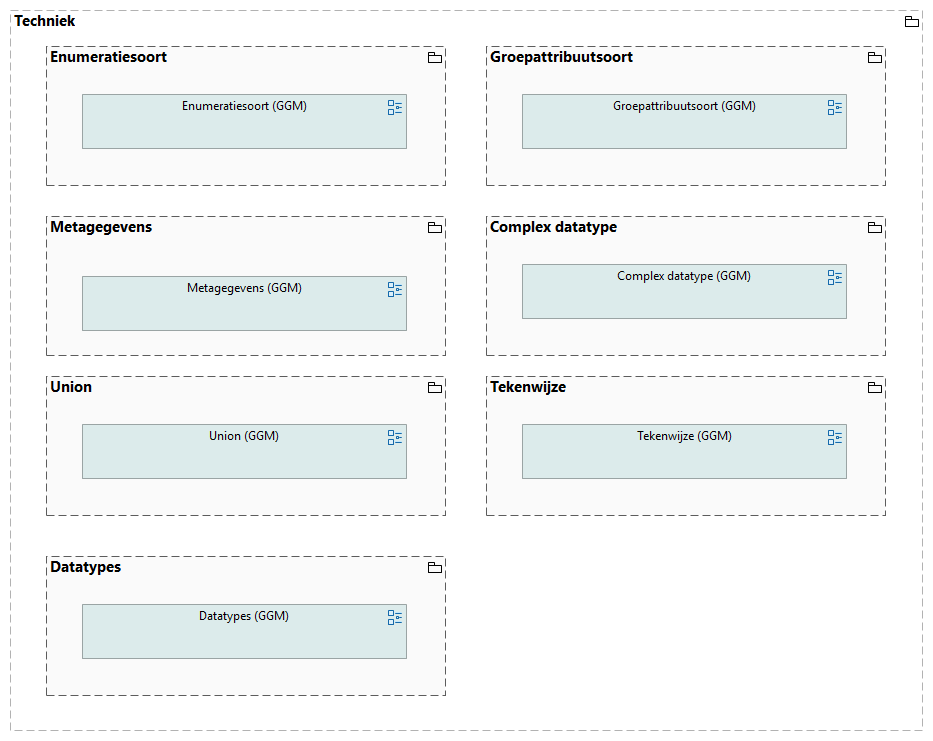 Techniek
Enumeratiesoort
Enumeratiesoort (GGM)
Groepattribuutsoort
Groepattribuutsoort (GGM)
Metagegevens
Metagegevens (GGM)
Complex datatype
Complex datatype (GGM)
Union
Union (GGM)
Tekenwijze
Tekenwijze (GGM)
Datatypes
Datatypes (GGM)